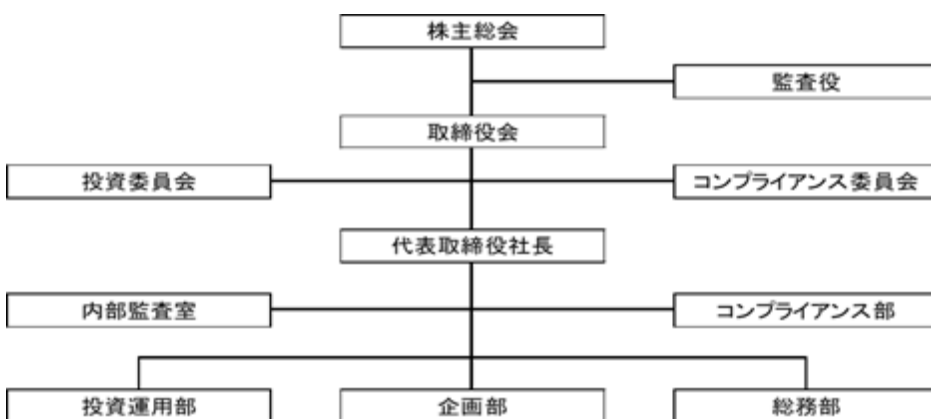 株主総会
監査役
取締役会
投資委員会
コンプライアンス委員会
代表取締役社長
内部監査室
コンプライアンス部
投資運用部
企画部
総務部